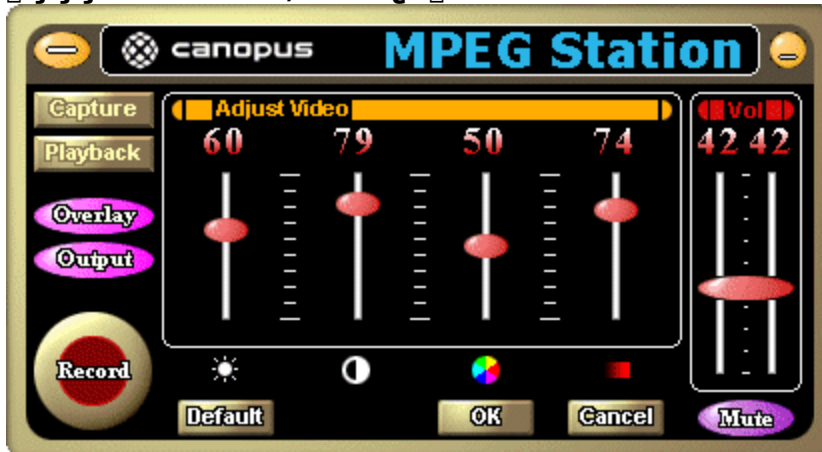 canopus MPEG Station
Capture
Playback
Overlay
Output
Record
Adjust Video
60 79 50 74
Default OK Cancel
Vol
42 42
Mute